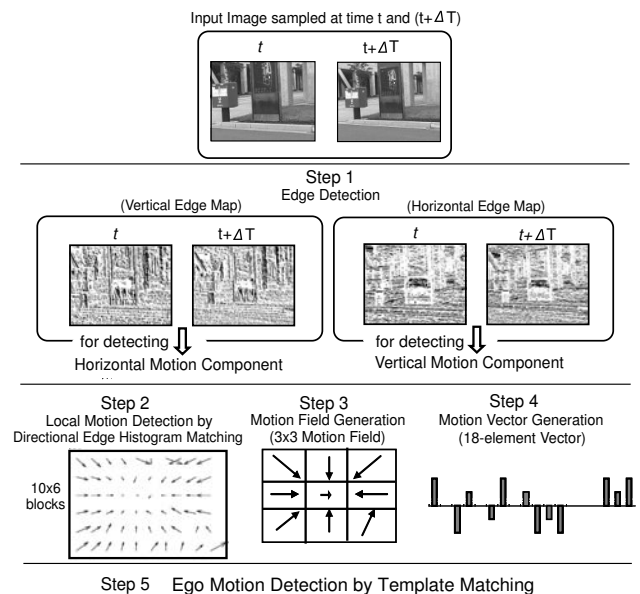 Input Image sampled at time t and (t+ΔT)
t
t+ΔT
Step 1
Edge Detection
(Vertical Edge Map)
(Horizontal Edge Map)
t
t+ΔT
t
t+ΔT
for detecting
for detecting
Horizontal Motion Component
Vertical Motion Component
Step 2
Local Motion Detection by
Directional Edge Histogram Matching
10x6
blocks
Step 3
Motion Field Generation
(3x3 Motion Field)
Step 4
Motion Vector Generation
(18-element Vector)
Step 5 Ego Motion Detection by Template Matching